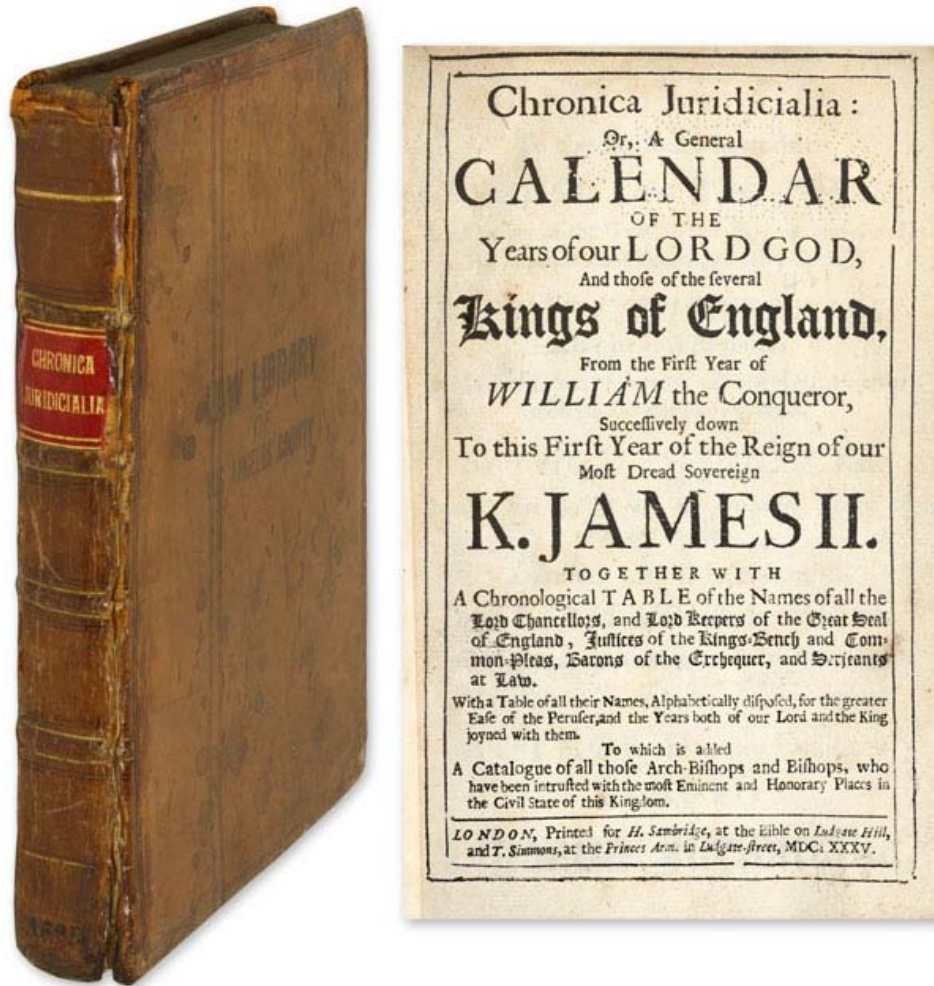 CHRONICA
JURIDICIALIA
LAW LIBRARY
OF
LOS ANGELES COUNTY
Chronica Juridicialia:
Or, A General
CALENDAR
OF THE
Years of our LORD GOD,
And thoſe of the ſeveral
Kings of England,
From the Firſt Year of
WILLIAM the Conqueror,
Succeſſively down
To this Firſt Year of the Reign of our
Moſt Dread Sovereign
K. JAMES II.
TOGETHER WITH
A Chronological TABLE of the Names of all the
Lord Chancellors, and Lord Keepers of the Great Seal
of England, Juſtices of the Kings-Bench and Com-
mon-Pleas, Barons of the Exchequer, and Serjeants
at Law.
With a Table of all their Names, Alphabetically diſpoſed, for the greater
Eaſe of the Peruſer, and the Years both of our Lord and the King
joyned with them.
To which is added
A Catalogue of all thoſe Arch-Biſhops and Biſhops, who
have been intruſted with the moſt Eminent and Honorary Places in
the Civil State of this Kingdom.
LONDON, Printed for H. Sawbridge, at the Bible on Ludgate Hill,
and T. Simmons, at the Princes Arm. in Ludgate-ſtreet, MDC XXXV.